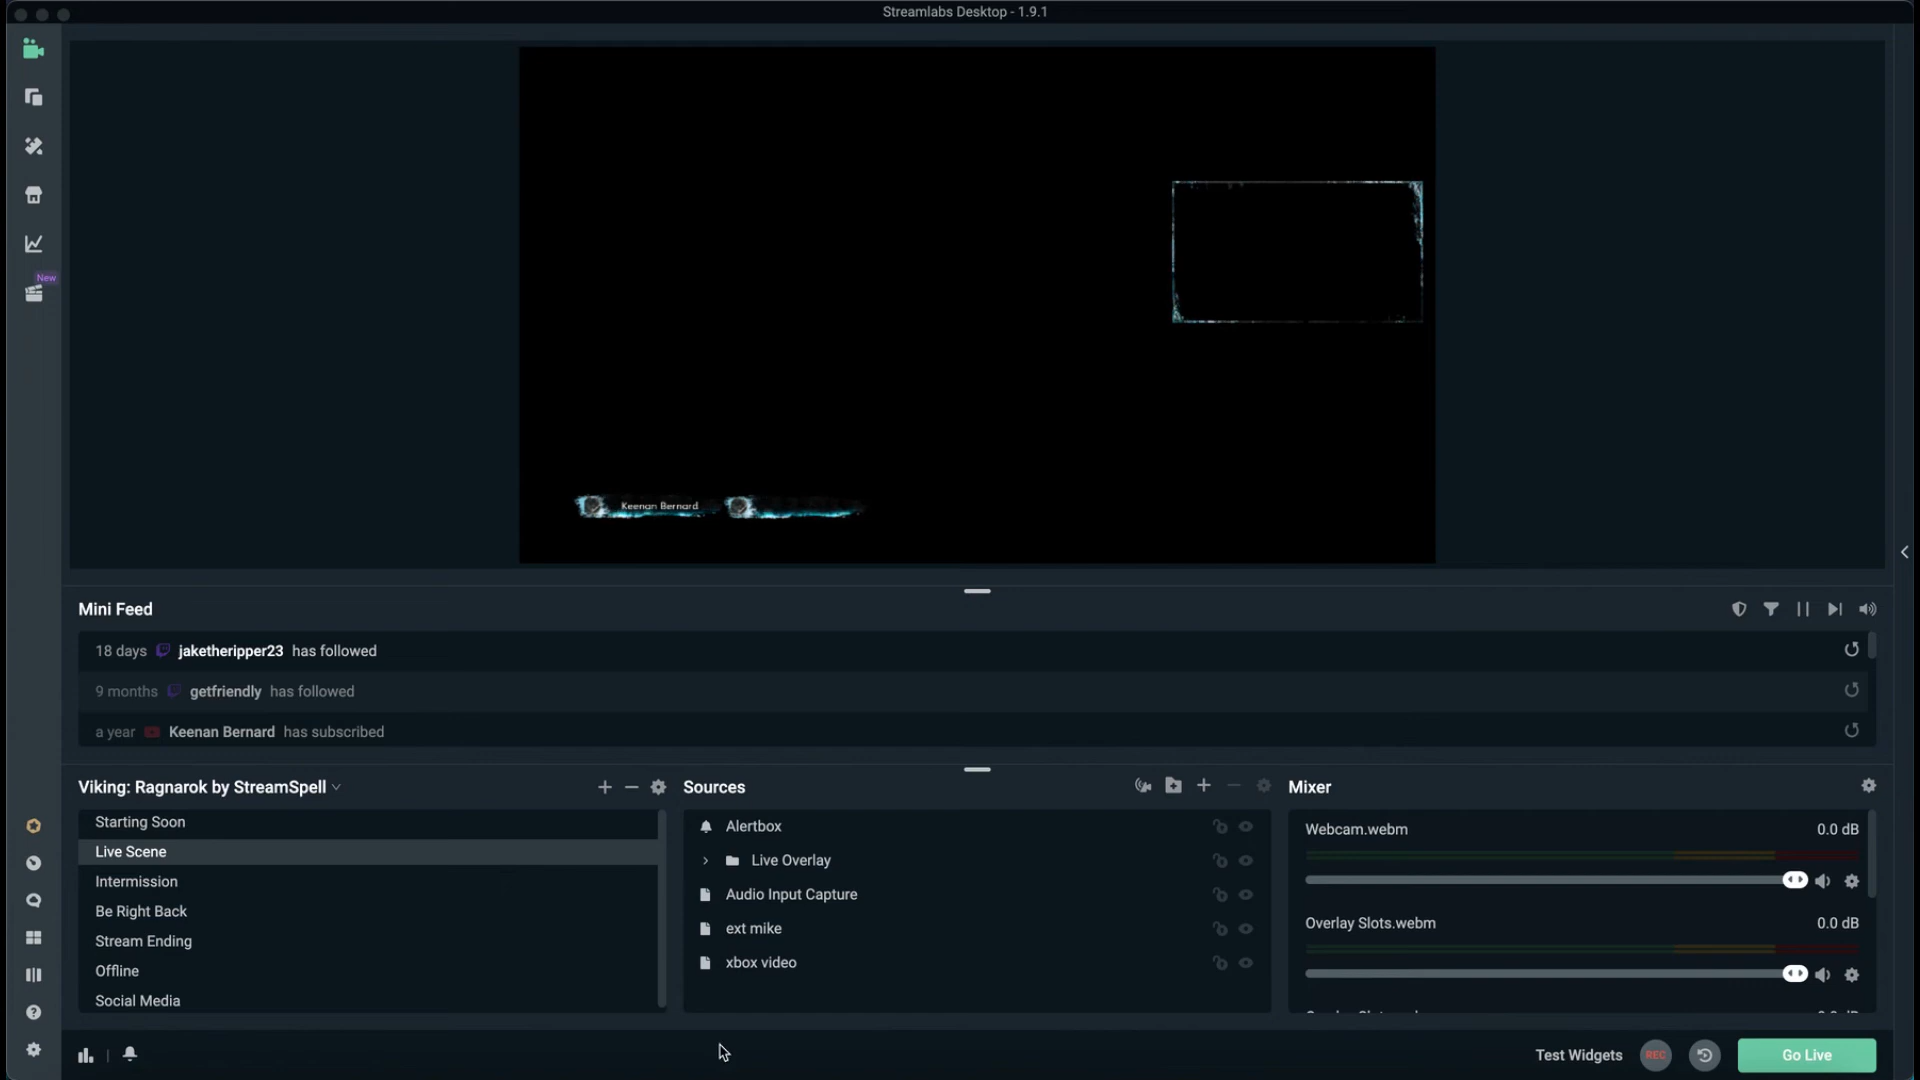 Streamlabs Desktop - 1.9.1
New
Keenan Bernard
Mini Feed
18 days jaketheripper23 has followed
9 months getfriendly has followed
a year Keenan Bernard has subscribed
Viking: Ragnarok by StreamSpell
Starting Soon
Live Scene
Intermission
Be Right Back
Stream Ending
Offline
Social Media
Sources
Alertbox
Live Overlay
Audio Input Capture
ext mike
xbox video
Mixer
Webcam.webm 0.0 dB
Overlay Slots.webm 0.0 dB
Test Widgets
REC
Go Live